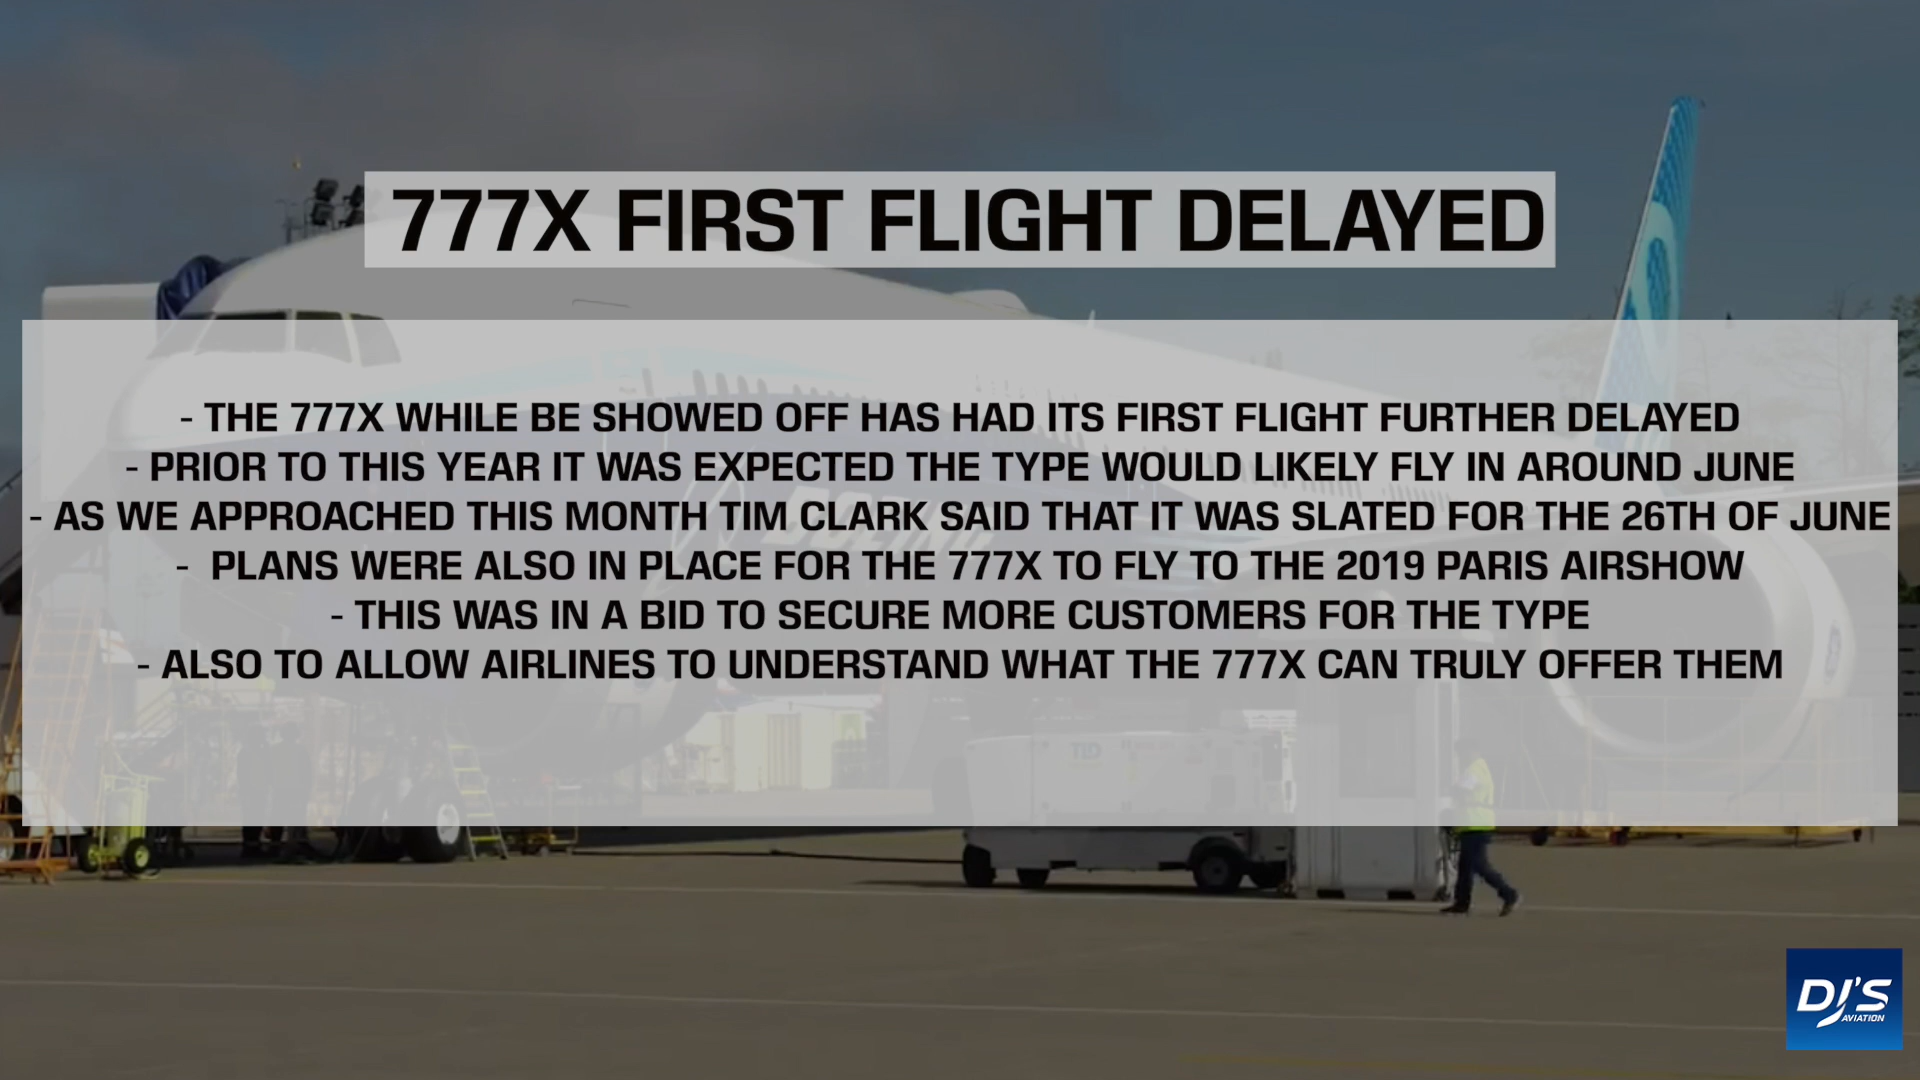 777X FIRST FLIGHT DELAYED
- THE 777X WHILE BE SHOWED OFF HAS HAD ITS FIRST FLIGHT FURTHER DELAYED
- PRIOR TO THIS YEAR IT WAS EXPECTED THE TYPE WOULD LIKELY FLY IN AROUND JUNE
- AS WE APPROACHED THIS MONTH TIM CLARK SAID THAT IT WAS SLATED FOR THE 26TH OF JUNE
- PLANS WERE ALSO IN PLACE FOR THE 777X TO FLY TO THE 2019 PARIS AIRSHOW
- THIS WAS IN A BID TO SECURE MORE CUSTOMERS FOR THE TYPE
- ALSO TO ALLOW AIRLINES TO UNDERSTAND WHAT THE 777X CAN TRULY OFFER THEM
BOEING
TLD
DJ'S
AVIATION